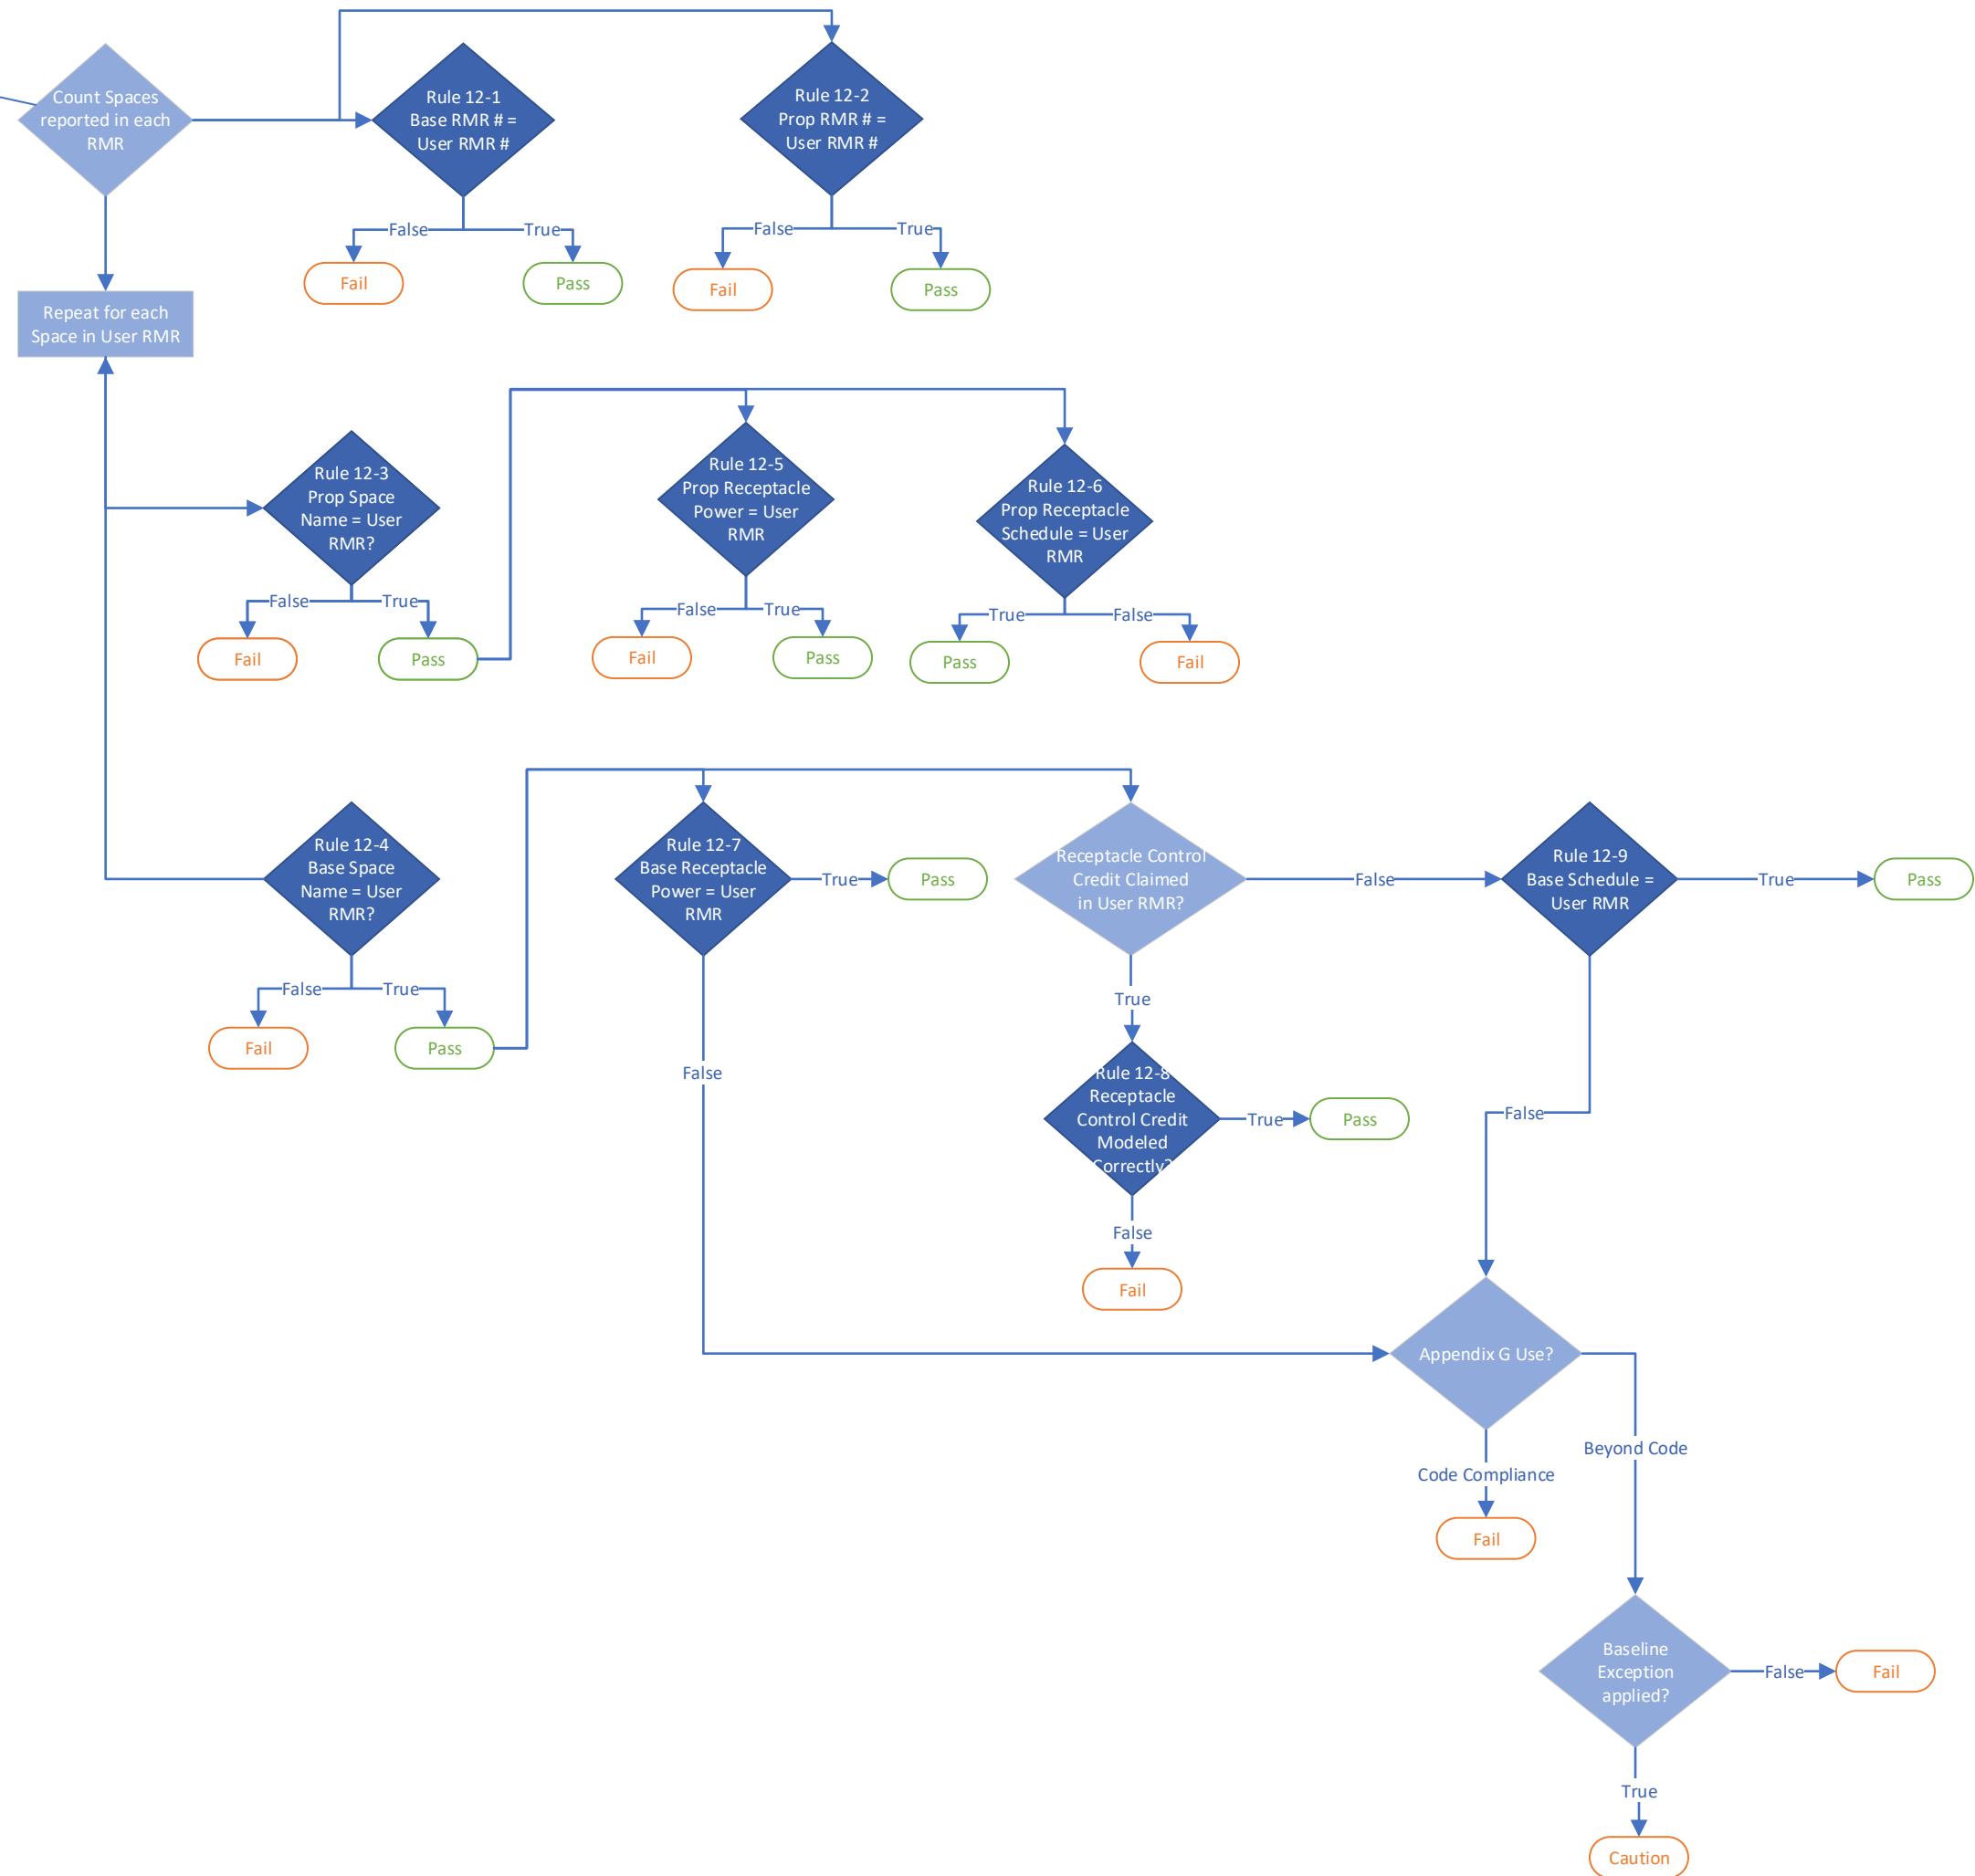 Count Spaces
reported in each
RMR
Rule 12-1
Base RMR # =
User RMR #
Rule 12-2
Prop RMR # =
User RMR #
False
True
Fail
Pass
False
True
Fail
Pass
Repeat for each
Space in User RMR
Rule 12-3
Prop Space
Name = User
RMR?
False
True
Fail
Pass
Rule 12-5
Prop Receptacle
Power = User
RMR
False
True
Fail
Pass
Rule 12-6
Prop Receptacle
Schedule = User
RMR
True
False
Pass
Fail
Rule 12-4
Base Space
Name = User
RMR?
False
True
Fail
Pass
Rule 12-7
Base Receptacle
Power = User
RMR
True
Pass
False
Receptacle Control
Credit Claimed
in User RMR?
False
True
Rule 12-8
Receptacle
Control Credit
Modeled
Correctly?
True
Pass
False
Fail
Rule 12-9
Base Schedule =
User RMR
True
Pass
False
Appendix G Use?
Beyond Code
Code Compliance
Fail
Baseline
Exception
applied?
False
Fail
True
Caution